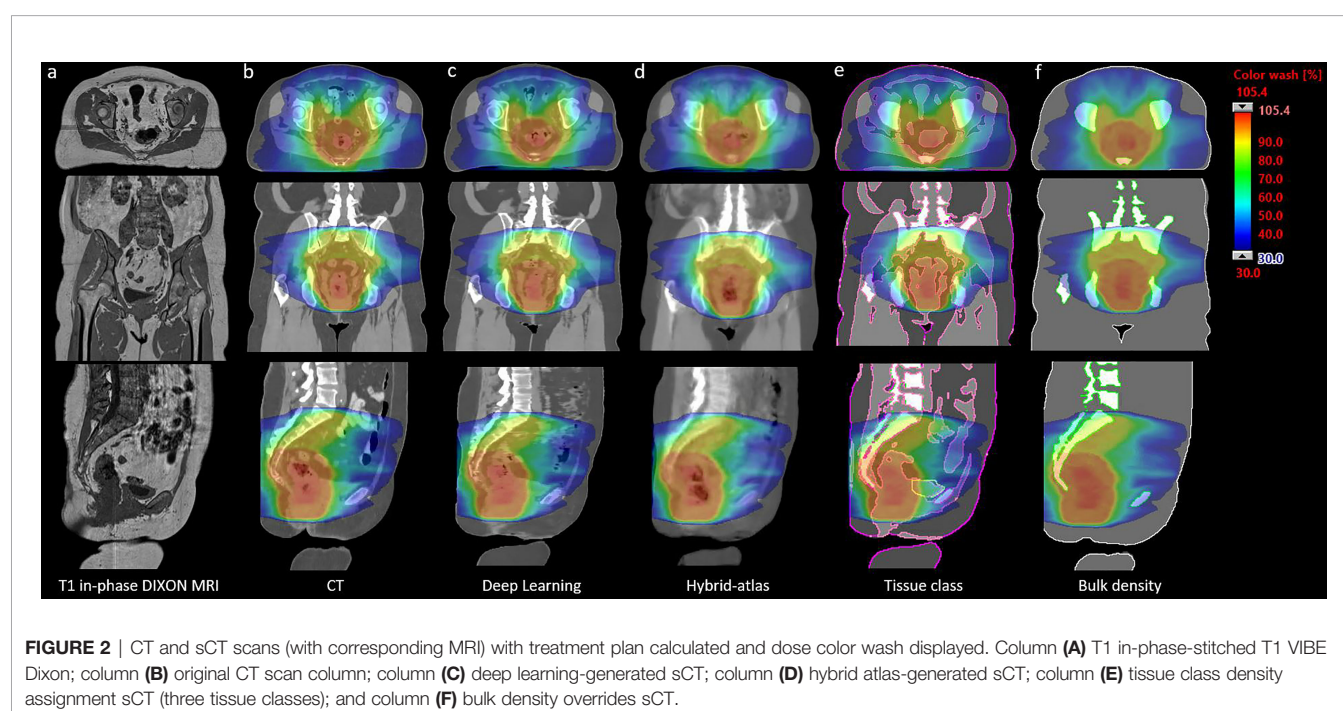 a
b
c
d
e
f
Color wash [%]
105.4
105.4
90.0
80.0
70.0
60.0
50.0
40.0
30.0
30.0
T1 in-phase DIXON MRI
CT
Deep Learning
Hybrid-atlas
Tissue class
Bulk density
FIGURE 2 | CT and sCT scans (with corresponding MRI) with treatment plan calculated and dose color wash displayed. Column (A) T1 in-phase-stitched T1 VIBE
Dixon; column (B) original CT scan column; column (C) deep learning-generated sCT; column (D) hybrid atlas-generated sCT; column (E) tissue class density
assignment sCT (three tissue classes); and column (F) bulk density overrides sCT.